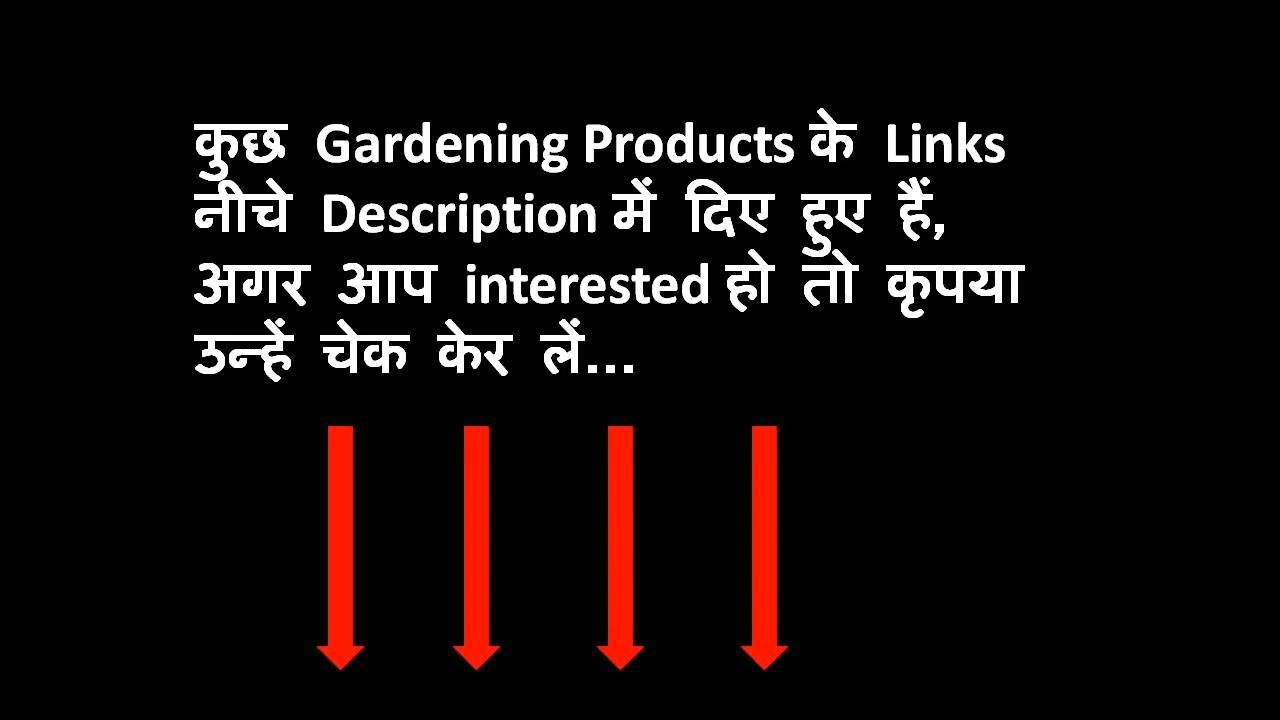 कुछ Gardening Products के Links
नीचे Description में दिए हुए हैं,
अगर आप interested हो तो कृपया
उन्हें चेक केर लें...